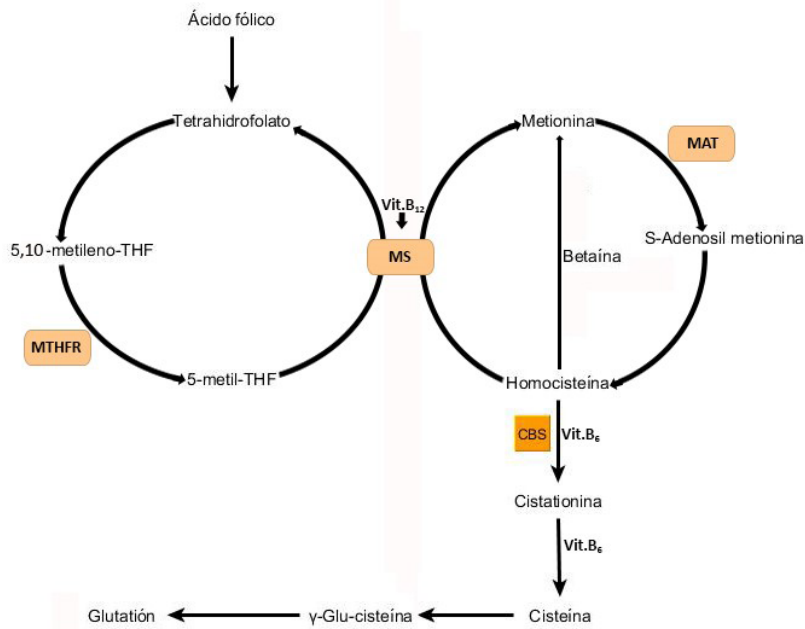 Ácido fólico
Tetrahidrofolato
5,10-metileno-THF
MTHFR
5-metil-THF
Vit.B₁₂
MS
Metionina
MAT
S-Adenosil metionina
Betaína
Homocisteína
CBS
Vit.B₆
Cistationina
Vit.B₆
Cisteína
γ-Glu-cisteína
Glutatión